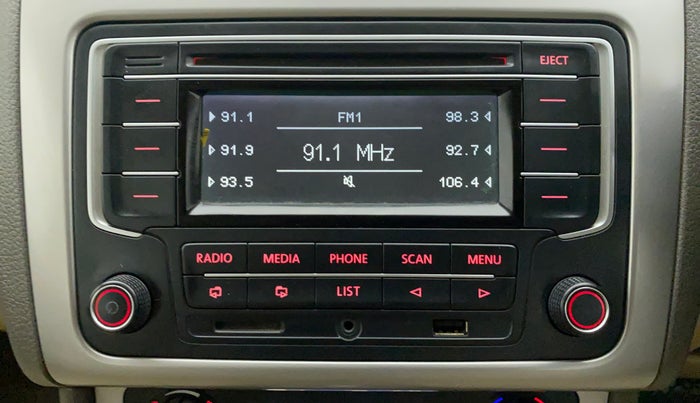 EJECT
91.1 FM1 98.3
91.9 91.1 MHz 92.7
93.5 106.4
RADIO MEDIA PHONE SCAN MENU
LIST